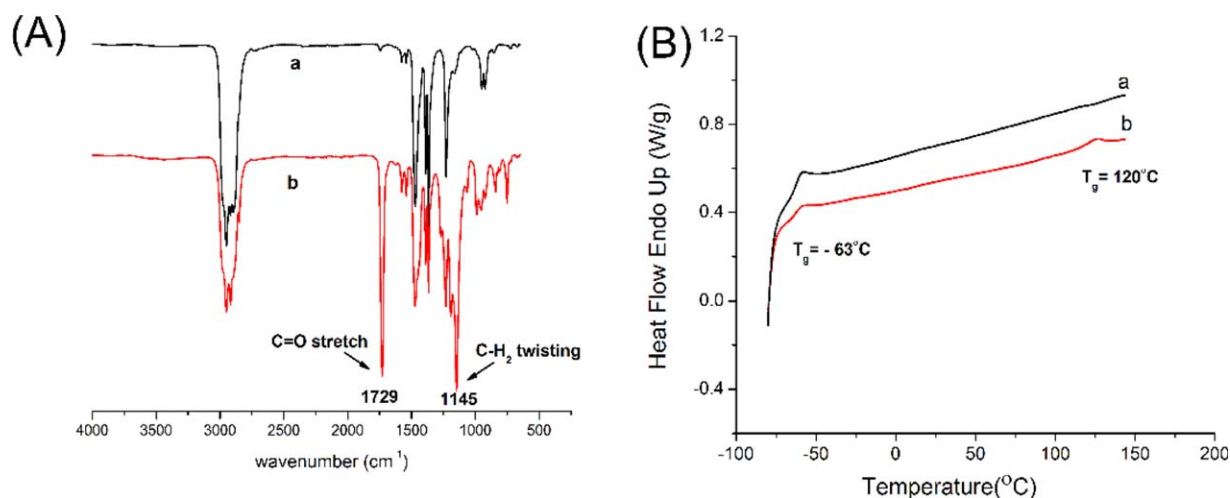 (A)
a
b
C=O stretch
C-H₂ twisting
1729
1145
4000 3500 3000 2500 2000 1500 1000 500
wavenumber (cm⁻¹)
(B)
Heat Flow Endo Up (W/g)
1.2
0.8
0.4
0.0
-0.4
a
b
T_g = 120°C
T_g = - 63°C
-100 -50 0 50 100 150 200
Temperature(°C)